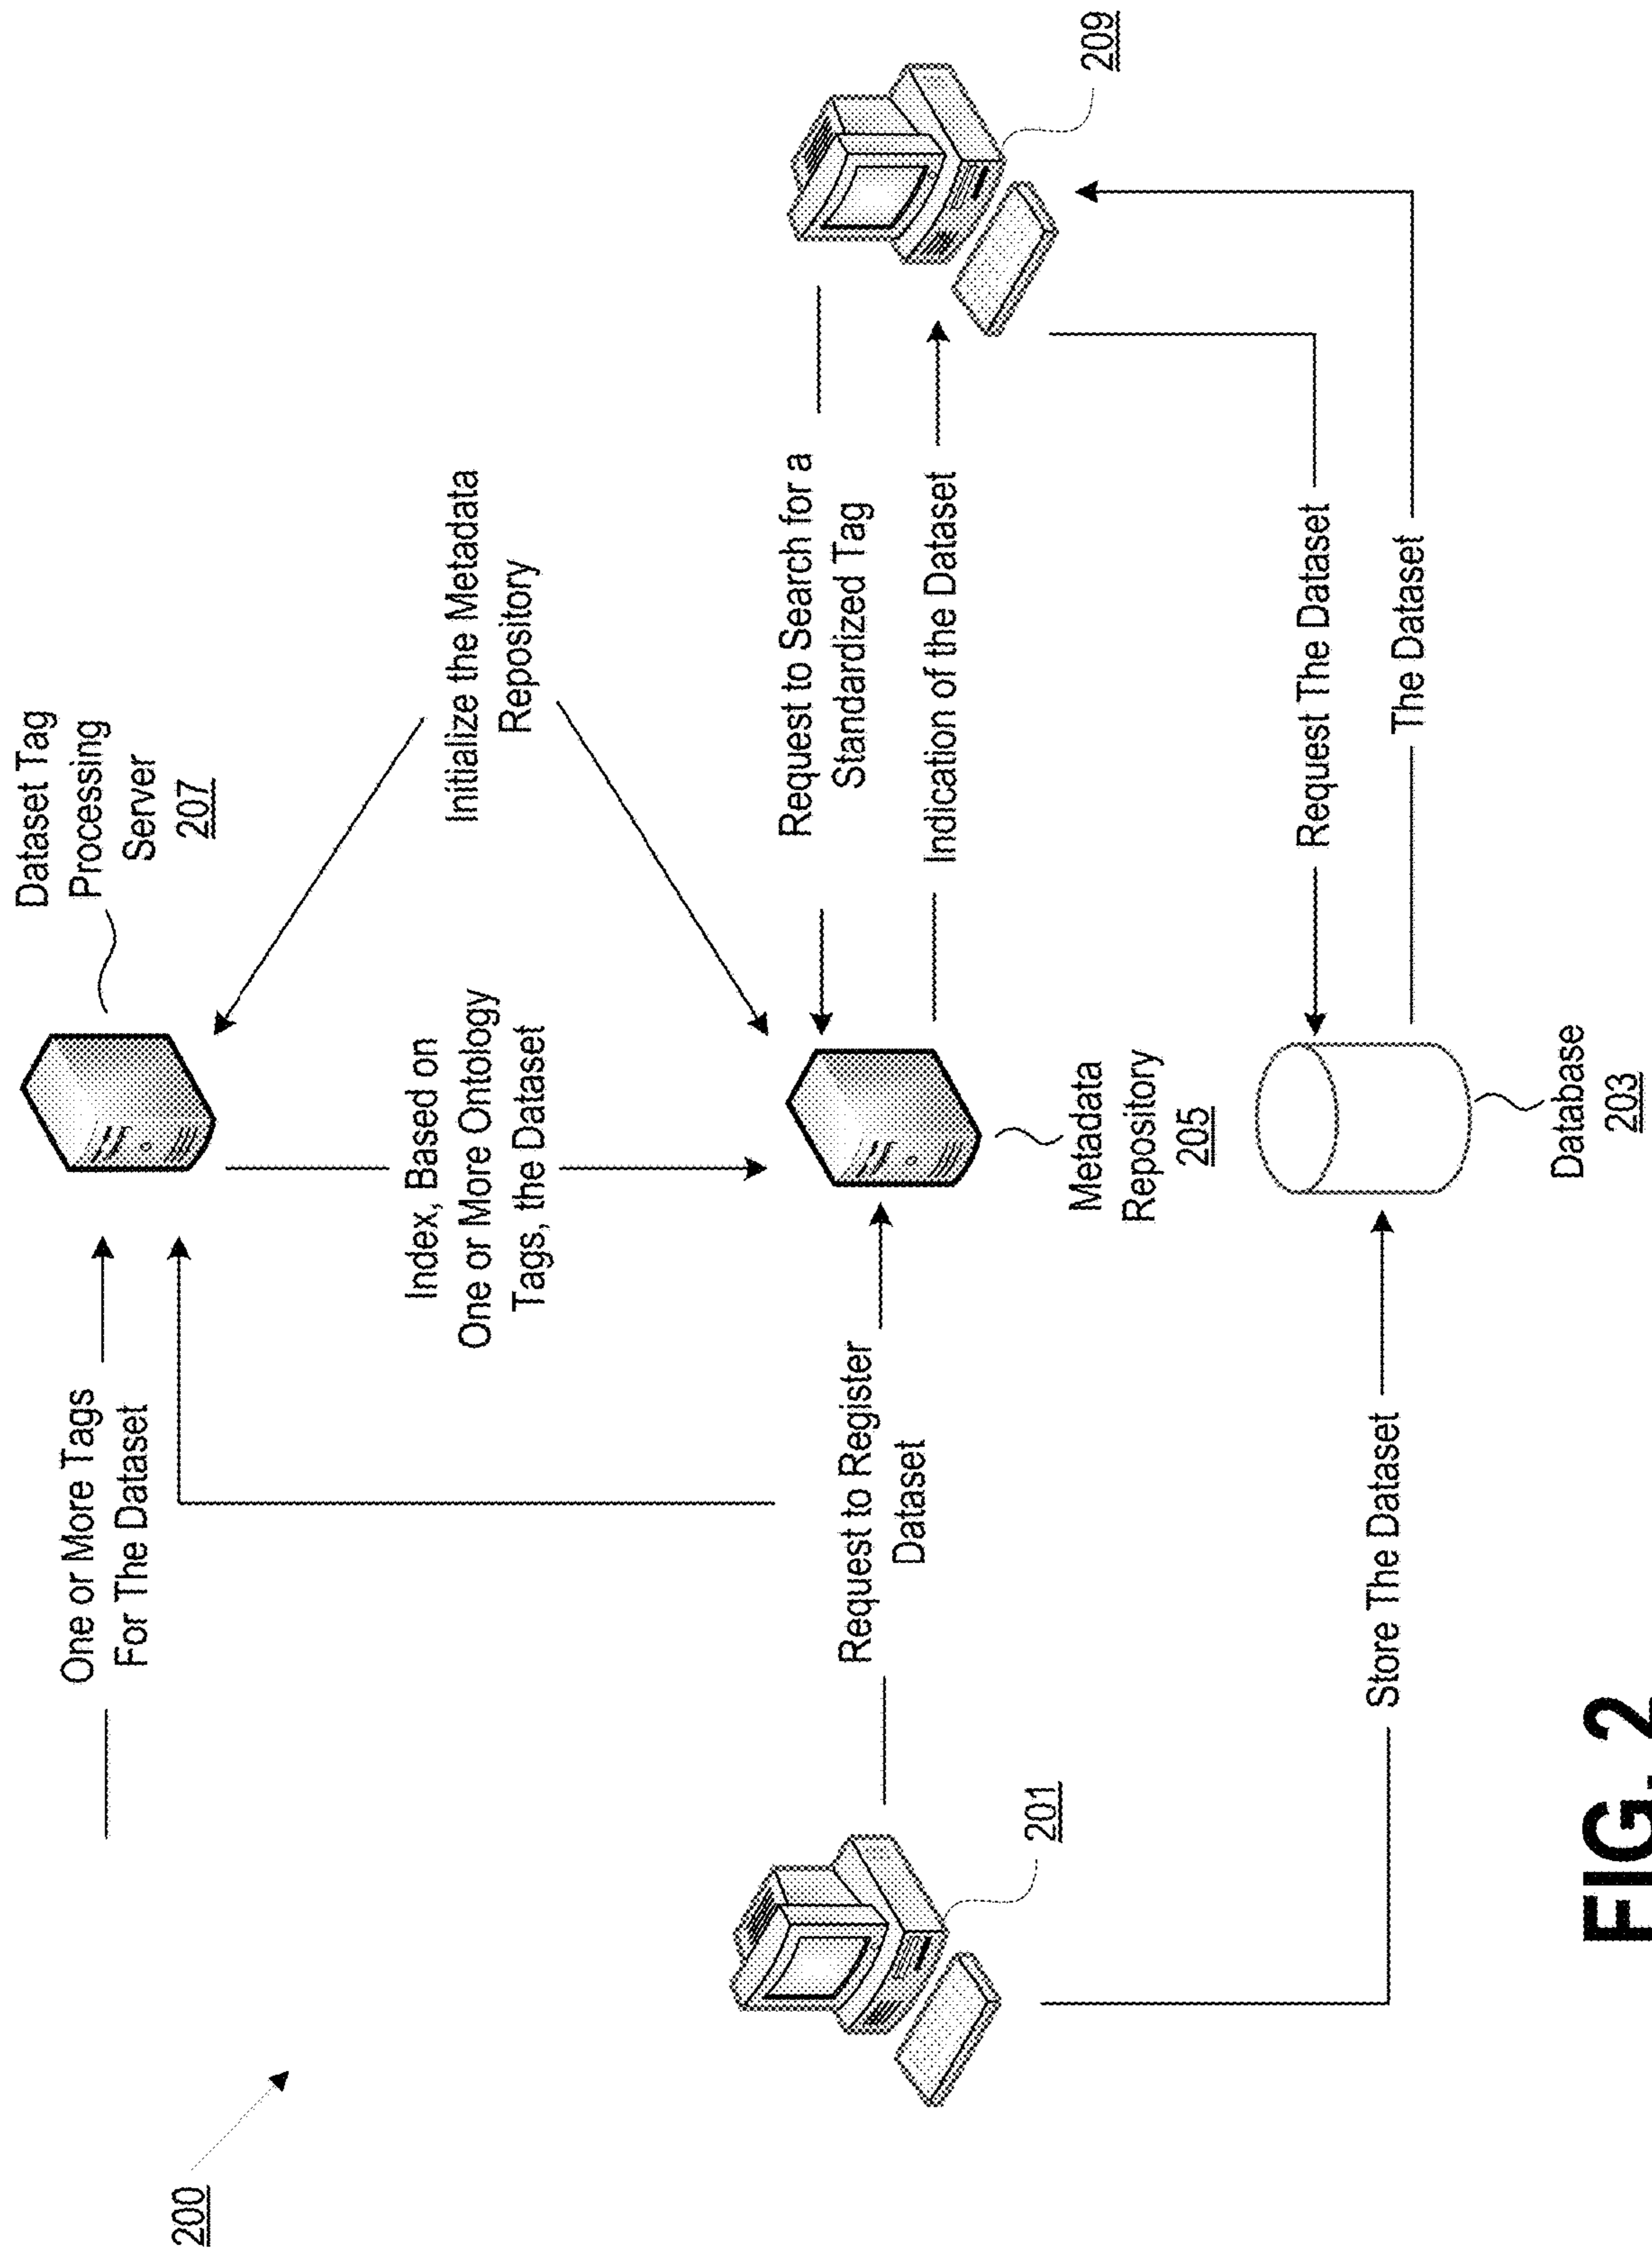 200
One or More Tags
For The Dataset
Dataset Tag
Processing
Server
207
Index, Based on
One or More Ontology
Tags, the Dataset
Initialize the Metadata
Repository
Request to Register
Dataset
Request to Search for a
Standardized Tag
Indication of the Dataset
201
Metadata
Repository
205
209
Request The Dataset
Store The Dataset
The Dataset
Database
203
FIG. 2